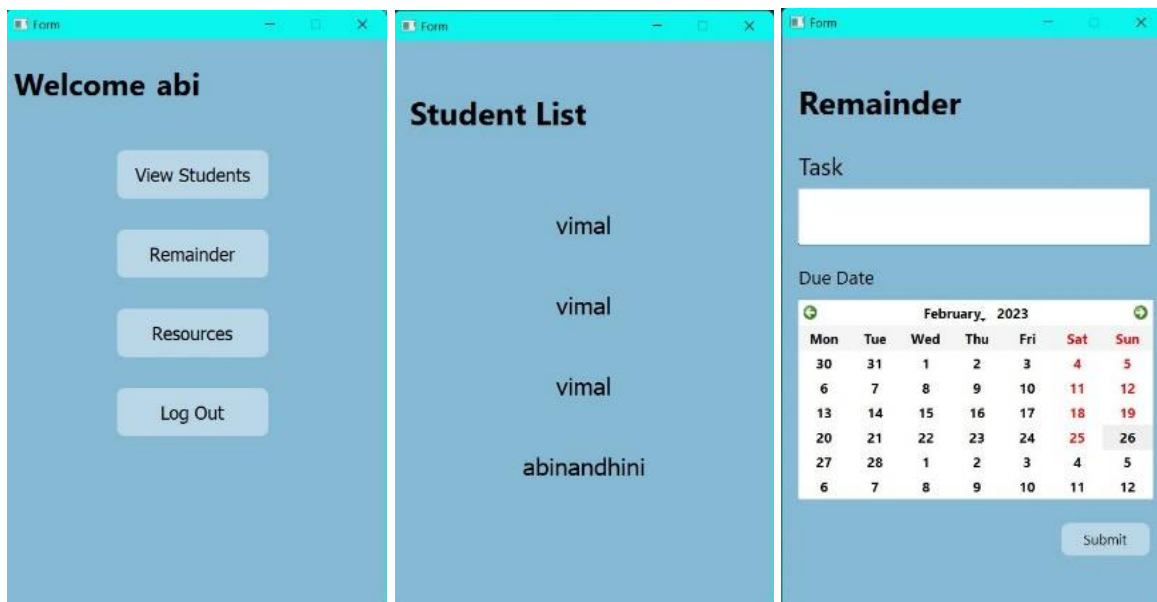 Form
Welcome abi
View Students
Remainder
Resources
Log Out
Form
Student List
vimal
vimal
vimal
abinandhini
Form
Remainder
Task
Due Date
February, 2023
Mon Tue Wed Thu Fri Sat Sun
30 31 1 2 3 4 5
6 7 8 9 10 11 12
13 14 15 16 17 18 19
20 21 22 23 24 25 26
27 28 1 2 3 4 5
6 7 8 9 10 11 12
Submit